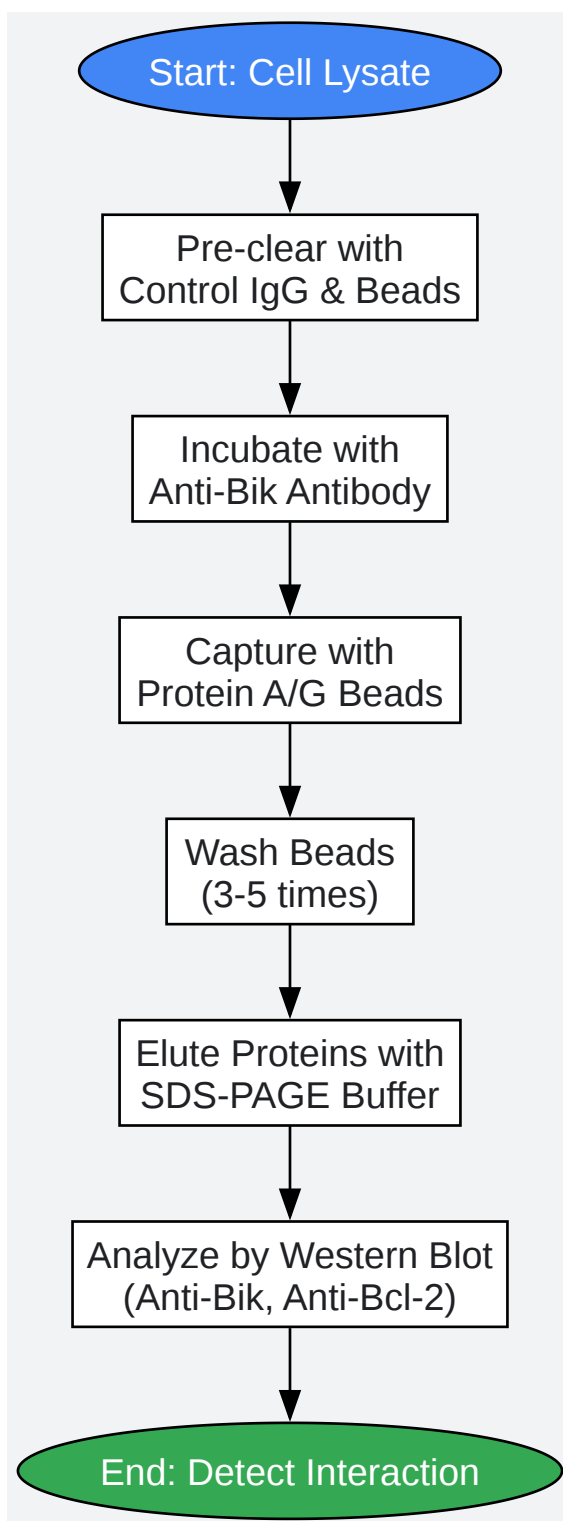 Start: Cell Lysate
Pre-clear with
Control IgG & Beads
Incubate with
Anti-Bik Antibody
Capture with
Protein A/G Beads
Wash Beads
(3-5 times)
Elute Proteins with
SDS-PAGE Buffer
Analyze by Western Blot
(Anti-Bik, Anti-Bcl-2)
End: Detect Interaction